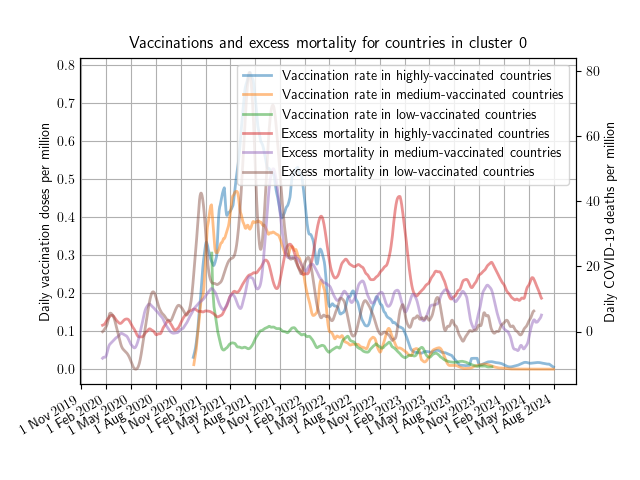 Vaccinations and excess mortality for countries in cluster 0
Vaccination rate in highly-vaccinated countries
Vaccination rate in medium-vaccinated countries
Vaccination rate in low-vaccinated countries
Excess mortality in highly-vaccinated countries
Excess mortality in medium-vaccinated countries
Excess mortality in low-vaccinated countries
Daily vaccination doses per million
0.8
0.7
0.6
0.5
0.4
0.3
0.2
0.1
0.0
80
60
40
20
0
Daily COVID-19 deaths per million
1 Nov 2019
1 Feb 2020
1 May 2020
1 Aug 2020
1 Nov 2020
1 Feb 2021
1 May 2021
1 Aug 2021
1 Nov 2021
1 Feb 2022
1 May 2022
1 Aug 2022
1 Nov 2022
1 Feb 2023
1 May 2023
1 Aug 2023
1 Nov 2023
1 Feb 2024
1 May 2024
1 Aug 2024